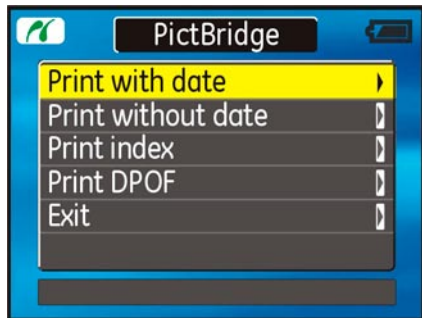 PictBridge
Print with date
Print without date
Print index
Print DPOF
Exit